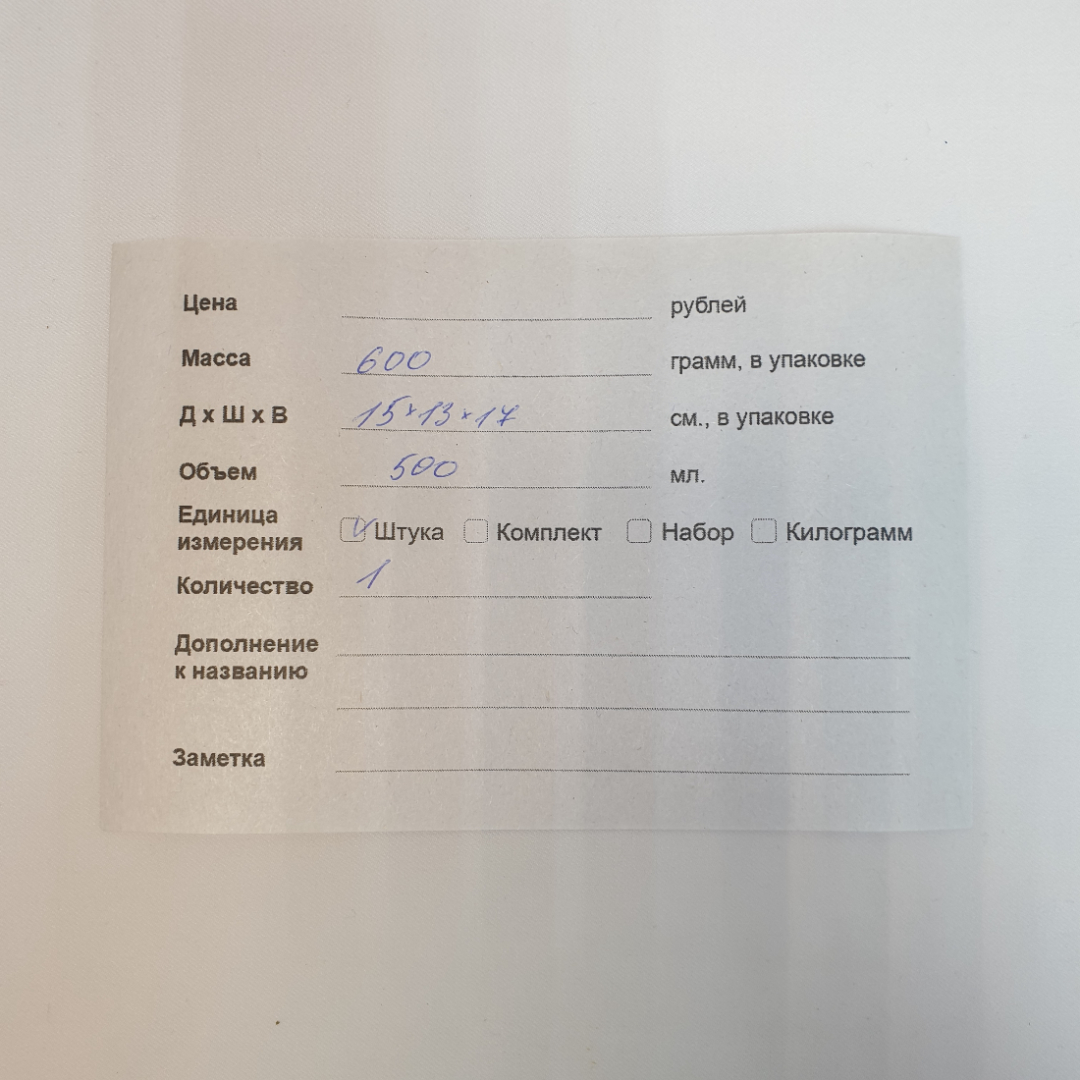 Цена рублей
Масса 600 грамм, в упаковке
Д х Ш х В 15×13×17 см., в упаковке
Объем 500 мл.
Единица
измерения Штука Комплект Набор Килограмм
Количество 1
Дополнение
к названию
Заметка